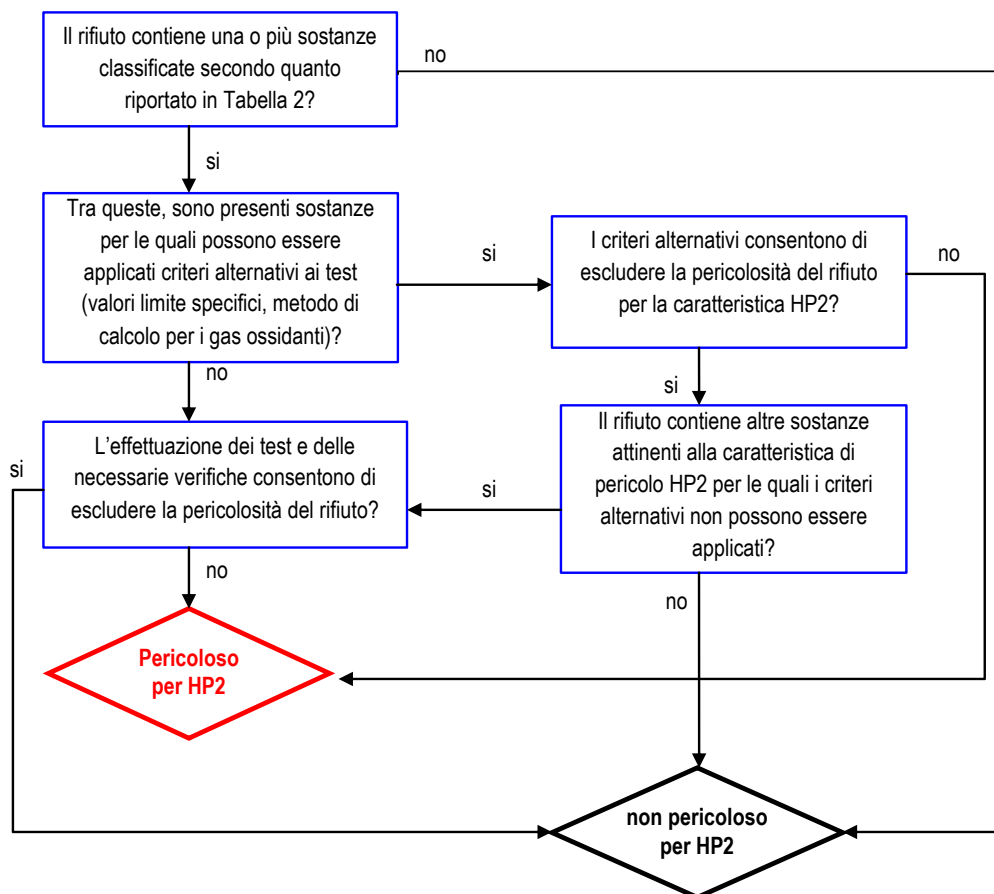 Il rifiuto contiene una o più sostanze
classificate secondo quanto
riportato in Tabella 2?
no
si
Tra queste, sono presenti sostanze
per le quali possono essere
applicati criteri alternativi ai test
(valori limite specifici, metodo di
calcolo per i gas ossidanti)?
si
I criteri alternativi consentono di
escludere la pericolosità del rifiuto
per la caratteristica HP2?
no
no
si
L'effettuazione dei test e delle
necessarie verifiche consentono di
escludere la pericolosità del rifiuto?
si
si
Il rifiuto contiene altre sostanze
attinenti alla caratteristica di
pericolo HP2 per le quali i criteri
alternativi non possono essere
applicati?
no
no
Pericoloso
per HP2
non pericoloso
per HP2